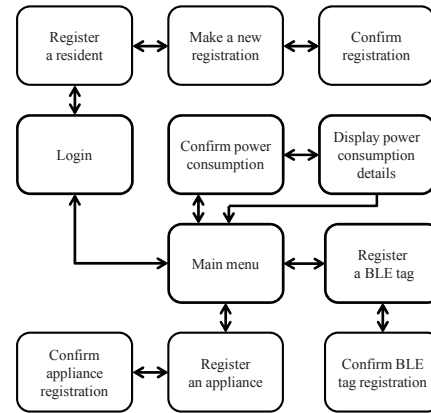 Register
a resident
Make a new
registration
Confirm
registration
Login
Confirm power
consumption
Display power
consumption
details
Main menu
Register
a BLE tag
Confirm
appliance
registration
Register
an appliance
Confirm BLE
tag registration